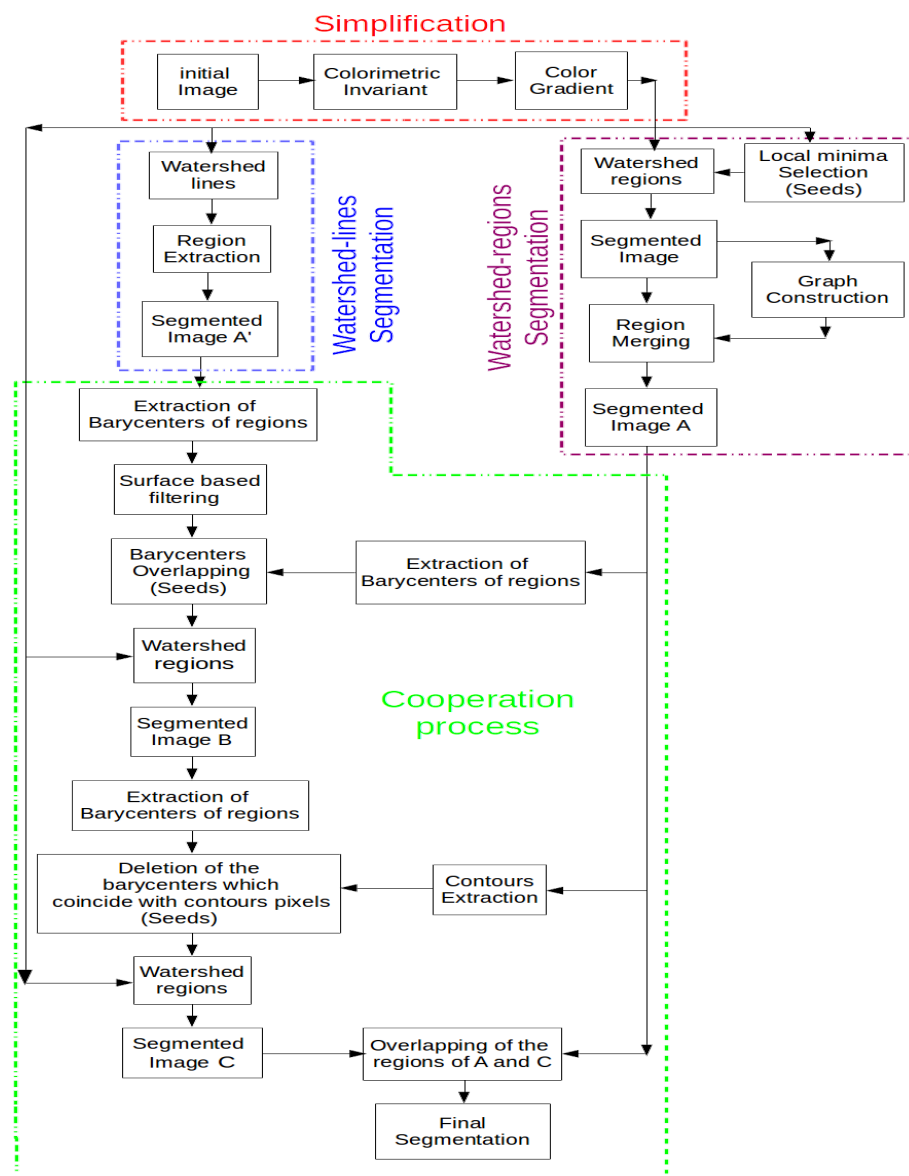 Simplification
initial
Image
Colorimetric
Invariant
Color
Gradient
Watershed
lines
Region
Extraction
Segmented
Image A'
Watershed-lines
Segmentation
Watershed-regions
Segmentation
Watershed
regions
Local minima
Selection
(Seeds)
Segmented
Image
Graph
Construction
Region
Merging
Segmented
Image A
Extraction of
Barycenters of regions
Surface based
filtering
Barycenters
Overlapping
(Seeds)
Extraction of
Barycenters of regions
Watershed
regions
Cooperation
process
Segmented
Image B
Extraction of
Barycenters of regions
Deletion of the
barycenters which
coincide with contours pixels
(Seeds)
Contours
Extraction
Watershed
regions
Segmented
Image C
Overlapping of the
regions of A and C
Final
Segmentation